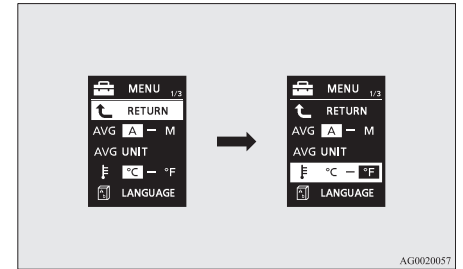 MENU 1/3
RETURN
AVG A – M
AVG UNIT
°C – °F
LANGUAGE
MENU 1/3
RETURN
AVG A – M
AVG UNIT
°C – °F
LANGUAGE
AG0020057